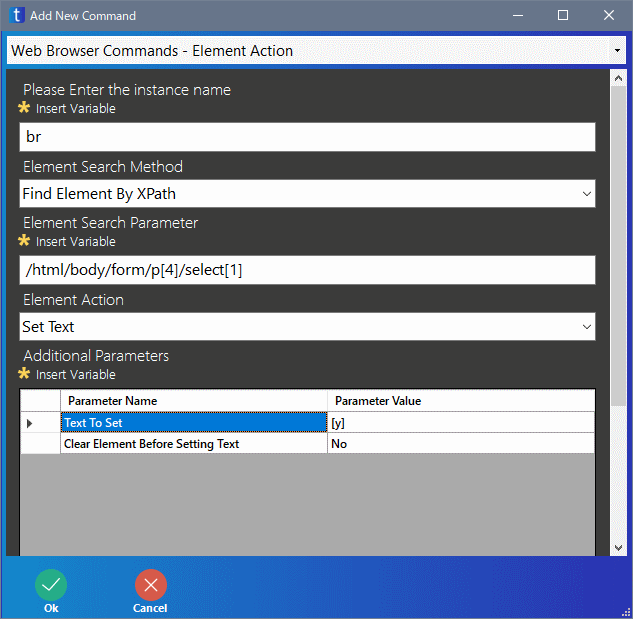 Add New Command
Web Browser Commands - Element Action
Please Enter the instance name
Insert Variable
br
Element Search Method
Find Element By XPath
Element Search Parameter
Insert Variable
/html/body/form/p[4]/select[1]
Element Action
Set Text
Additional Parameters
Insert Variable
Parameter Name Parameter Value
Text To Set [y]
Clear Element Before Setting Text No
Ok Cancel